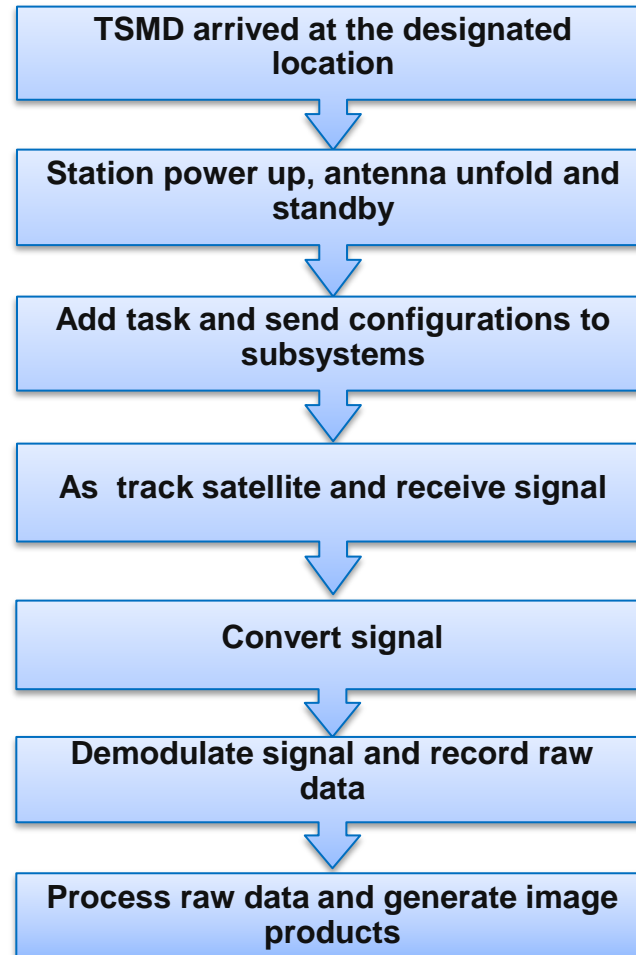 TSMD arrived at the designated
location
Station power up, antenna unfold and
standby
Add task and send configurations to
subsystems
As  track satellite and receive signal
Convert signal
Demodulate signal and record raw
data
Process raw data and generate image
products